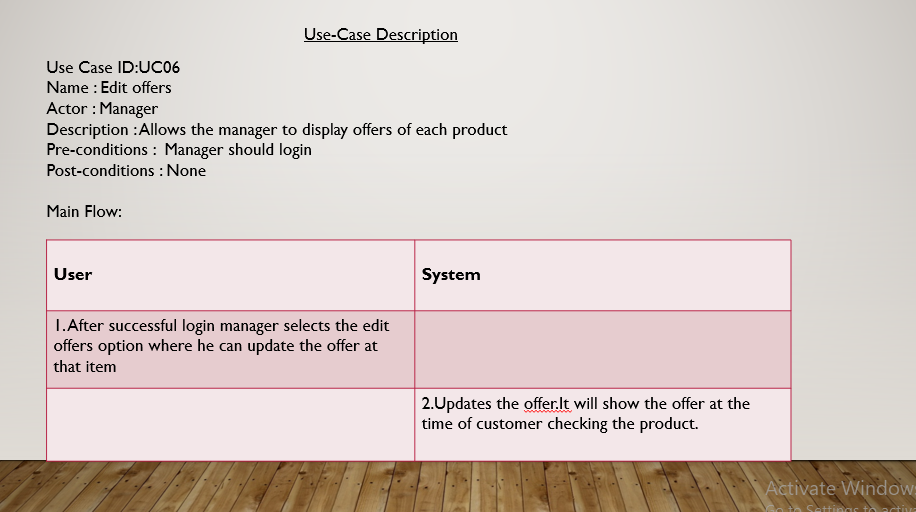 Use-Case Description
Use Case ID:UC06
Name : Edit offers
Actor : Manager
Description : Allows the manager to display offers of each product
Pre-conditions :  Manager should login
Post-conditions : None
Main Flow:
User
System
1.After successful login manager selects the edit
offers option where he can update the offer at
that item
2.Updates the offer.It will show the offer at the
time of customer checking the product.
Activate Windows
Go to Settings to activ